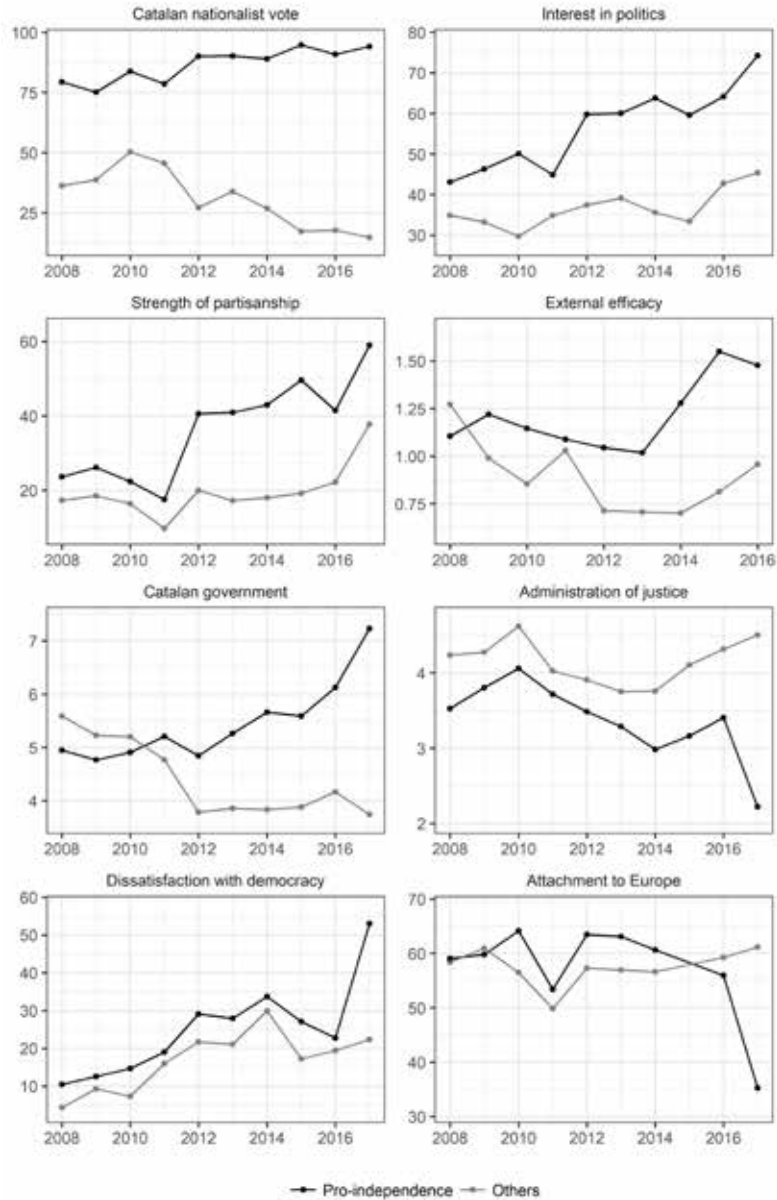 Catalan nationalist vote
100
75
50
25
2008 2010 2012 2014 2016
Interest in politics
80
70
60
50
40
30
2008 2010 2012 2014 2016
Strength of partisanship
60
40
20
2008 2010 2012 2014 2016
External efficacy
1.50
1.25
1.00
0.75
2008 2010 2012 2014 2016
Catalan government
7
6
5
4
2008 2010 2012 2014 2016
Administration of justice
4
3
2
2008 2010 2012 2014 2016
Dissatisfaction with democracy
60
50
40
30
20
10
2008 2010 2012 2014 2016
Attachment to Europe
70
60
50
40
30
2008 2010 2012 2014 2016
Pro-independence Others